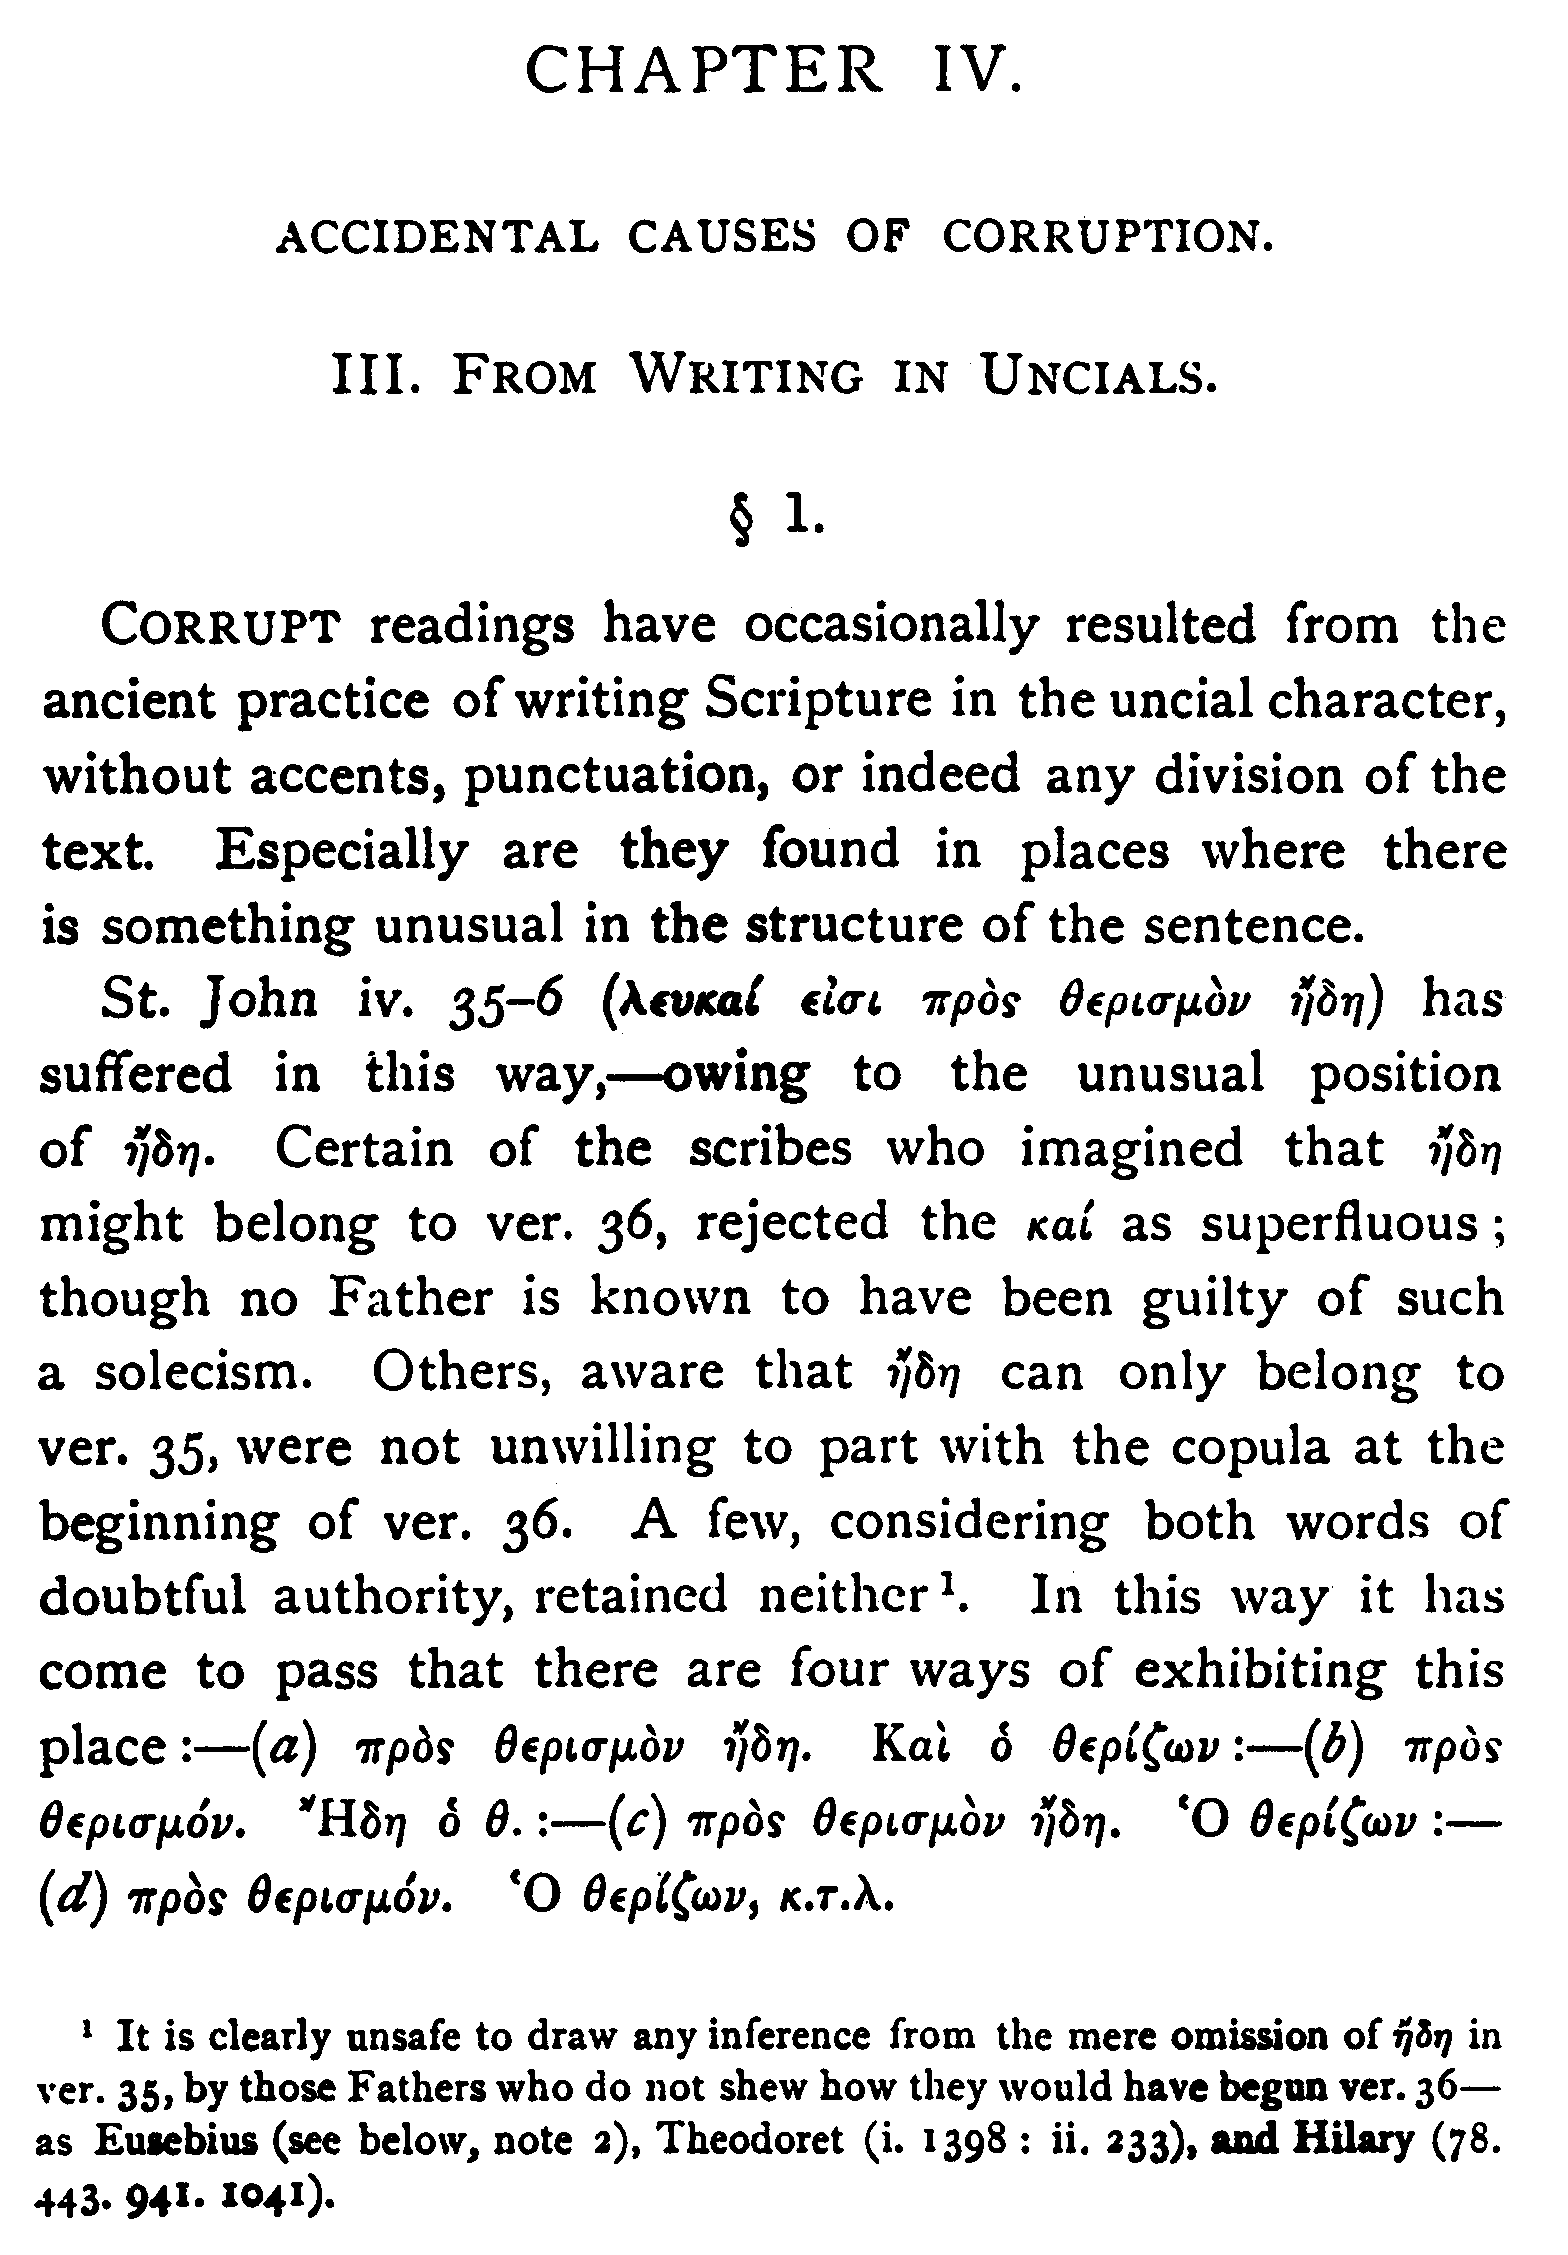 CHAPTER IV.
ACCIDENTAL CAUSES OF CORRUPTION.
III. FROM WRITING IN UNCIALS.
§ 1.
CORRUPT readings have occasionally resulted from the
ancient practice of writing Scripture in the uncial character,
without accents, punctuation, or indeed any division of the
text. Especially are they found in places where there
is something unusual in the structure of the sentence.
St. John iv. 35–6 (λευκαί εἰσι πρὸς θερισμὸν ἤδη) has
suffered in this way,—owing to the unusual position
of ἤδη. Certain of the scribes who imagined that ἤδη
might belong to ver. 36, rejected the καί as superfluous ;
though no Father is known to have been guilty of such
a solecism. Others, aware that ἤδη can only belong to
ver. 35, were not unwilling to part with the copula at the
beginning of ver. 36. A few, considering both words of
doubtful authority, retained neither¹. In this way it has
come to pass that there are four ways of exhibiting this
place :—(a) πρὸς θερισμὸν ἤδη. Καὶ ὁ θερίζων :—(b) πρὸς
θερισμόν. Ἤδη ὁ θ. :—(c) πρὸς θερισμὸν ἤδη. Ὁ θερίζων :—
(d) πρὸς θερισμόν. Ὁ θερίζων, κ.τ.λ.
¹ It is clearly unsafe to draw any inference from the mere omission of ἤδη in
ver. 35, by those Fathers who do not shew how they would have begun ver. 36—
as Eusebius (see below, note 2), Theodoret (i. 1398 : ii. 233), and Hilary (78.
443. 941. 1041).